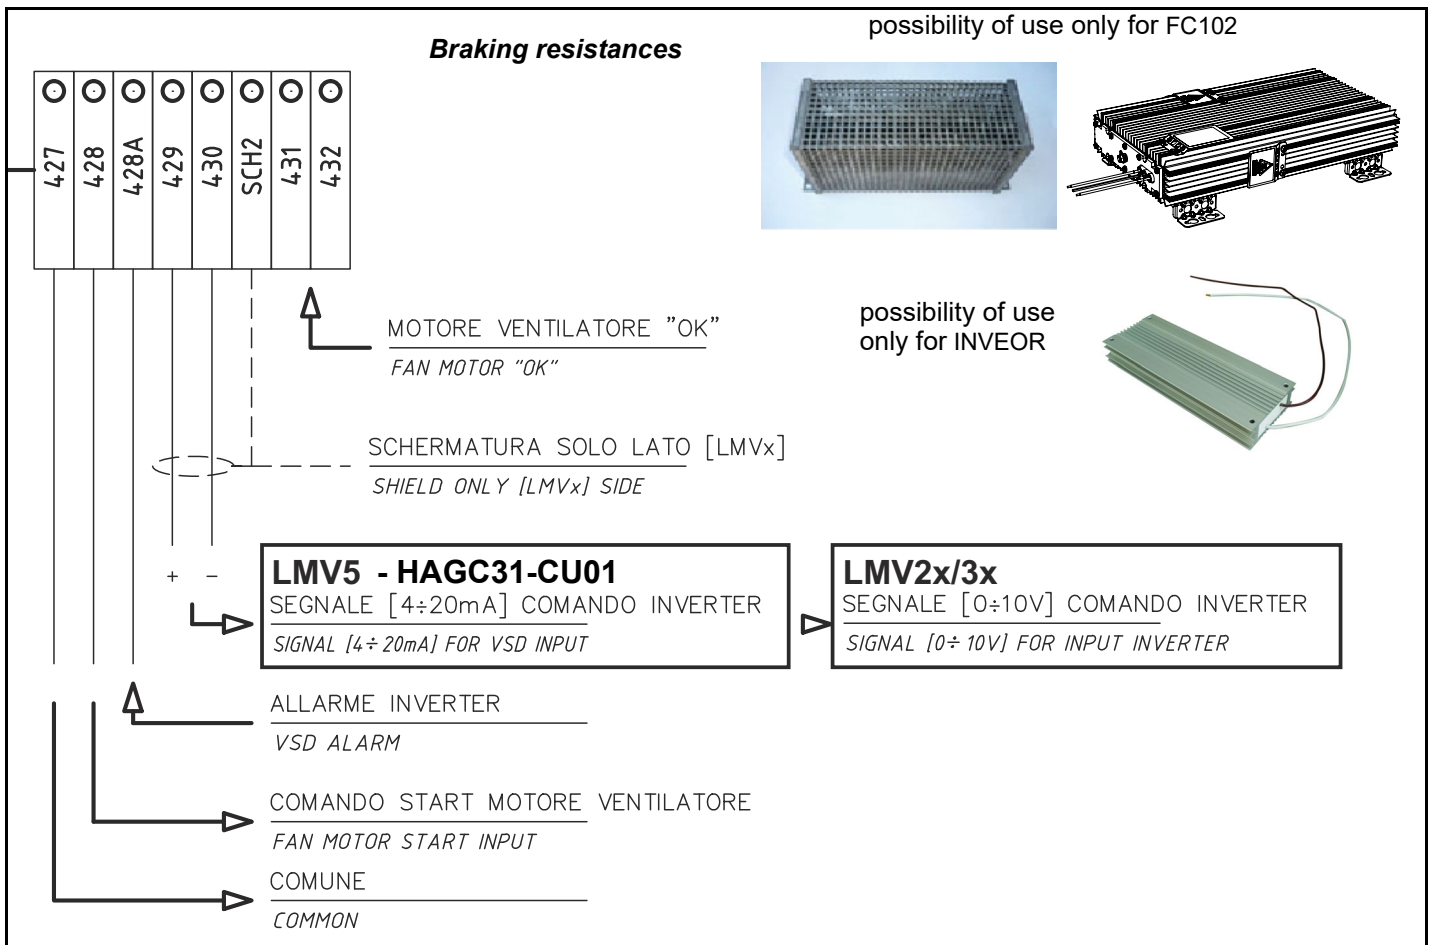 possibility of use only for FC102
Braking resistances
427
428
428A
429
430
SCH2
431
432
possibility of use
only for INVEOR
MOTORE VENTILATORE ”OK”
FAN MOTOR "OK"
SCHERMATURA SOLO LATO [LMVx]
SHIELD ONLY [LMVx] SIDE
+ −
LMV5 - HAGC31-CU01
SEGNALE [4÷20mA] COMANDO INVERTER
SIGNAL [4÷20mA] FOR VSD INPUT
LMV2x/3x
SEGNALE [0÷10V] COMANDO INVERTER
SIGNAL [0÷10V] FOR INPUT INVERTER
ALLARME INVERTER
VSD ALARM
COMANDO START MOTORE VENTILATORE
FAN MOTOR START INPUT
COMUNE
COMMON